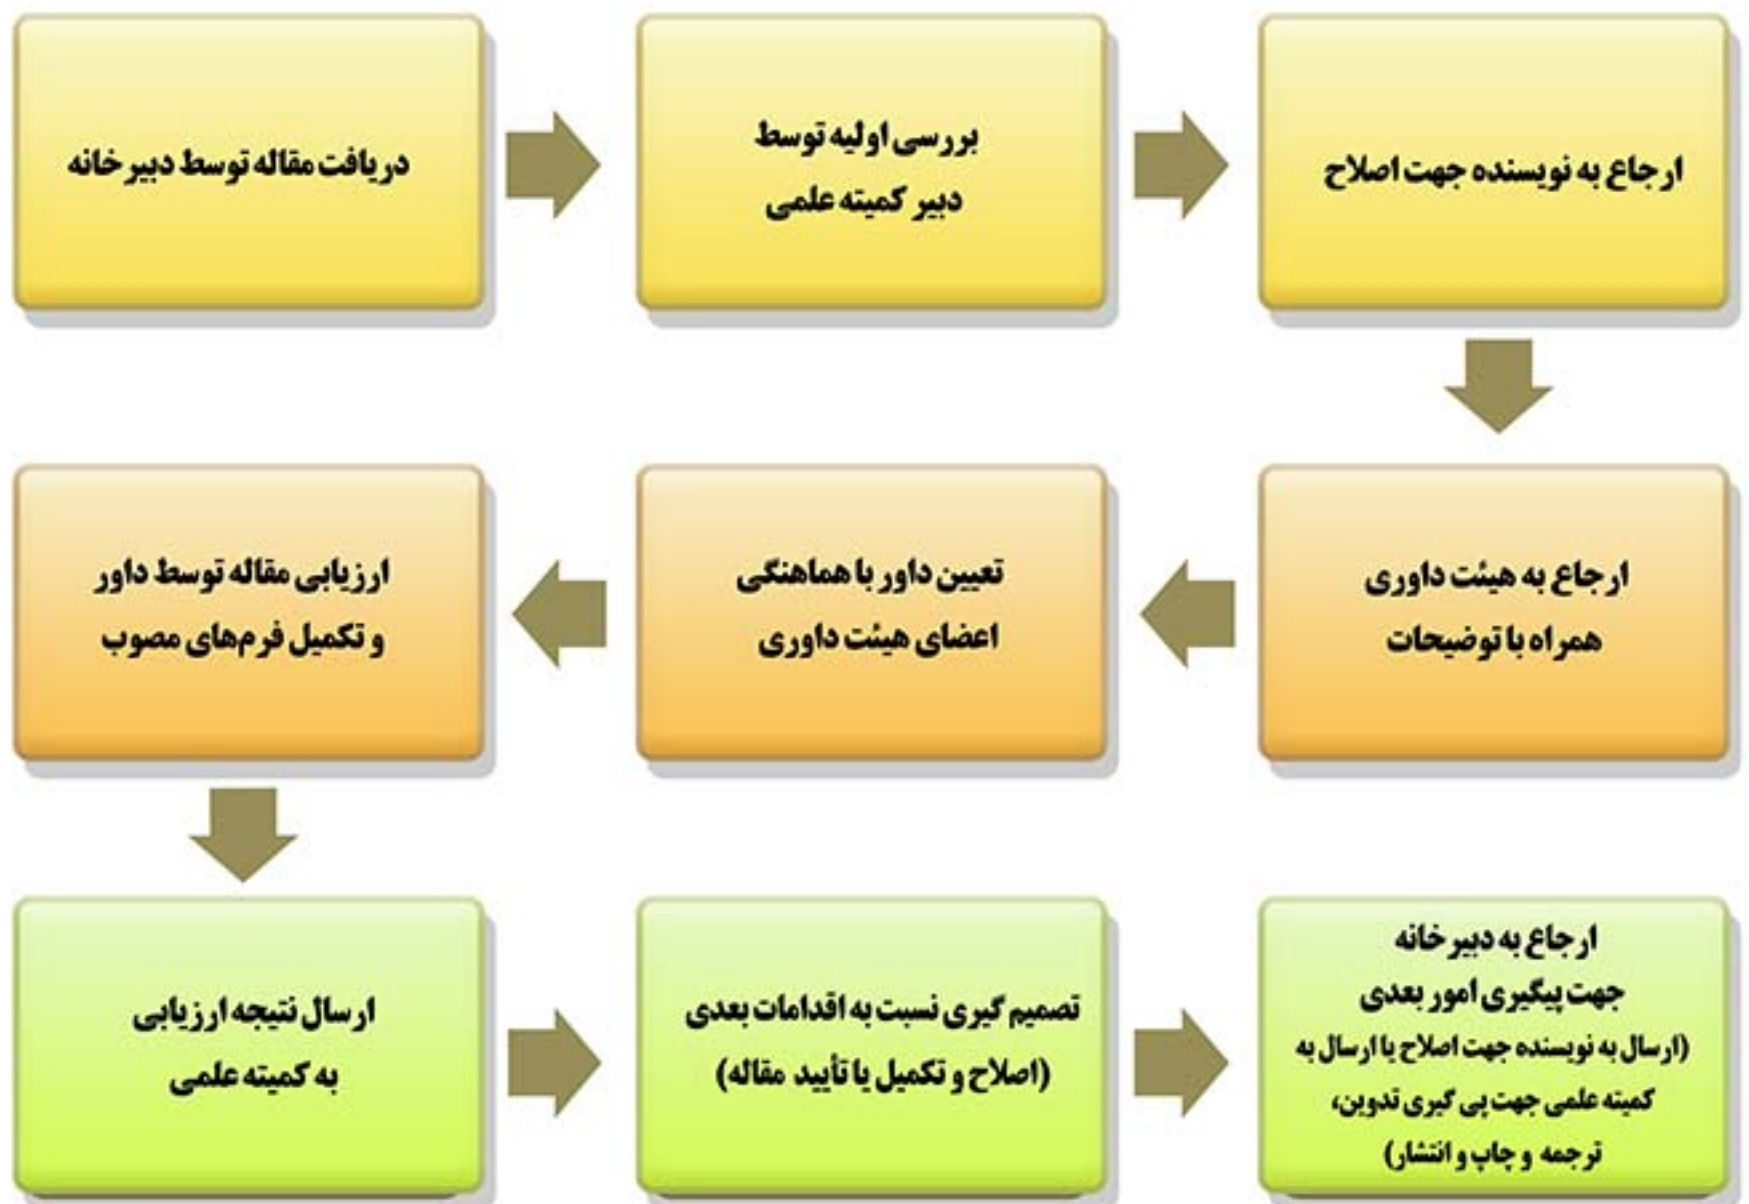 دریافت مقاله توسط دبیرخانه
بررسی اولیه توسط
دبیر کمیته علمی
ارجاع به نویسنده جهت اصلاح
ارجاع به هیئت داوری
همراه با توضیحات
تعیین داور با هماهنگی
اعضای هیئت داوری
ارزیابی مقاله توسط داور
و تکمیل فرم‌های مصوب
ارسال نتیجه ارزیابی
به کمیته علمی
تصمیم گیری نسبت به اقدامات بعدی
(اصلاح و تکمیل یا تأیید مقاله)
ارجاع به دبیرخانه
جهت پیگیری امور بعدی
(ارسال به نویسنده جهت اصلاح یا ارسال به
کمیته علمی جهت پی گیری تدوین،
ترجمه و چاپ و انتشار)